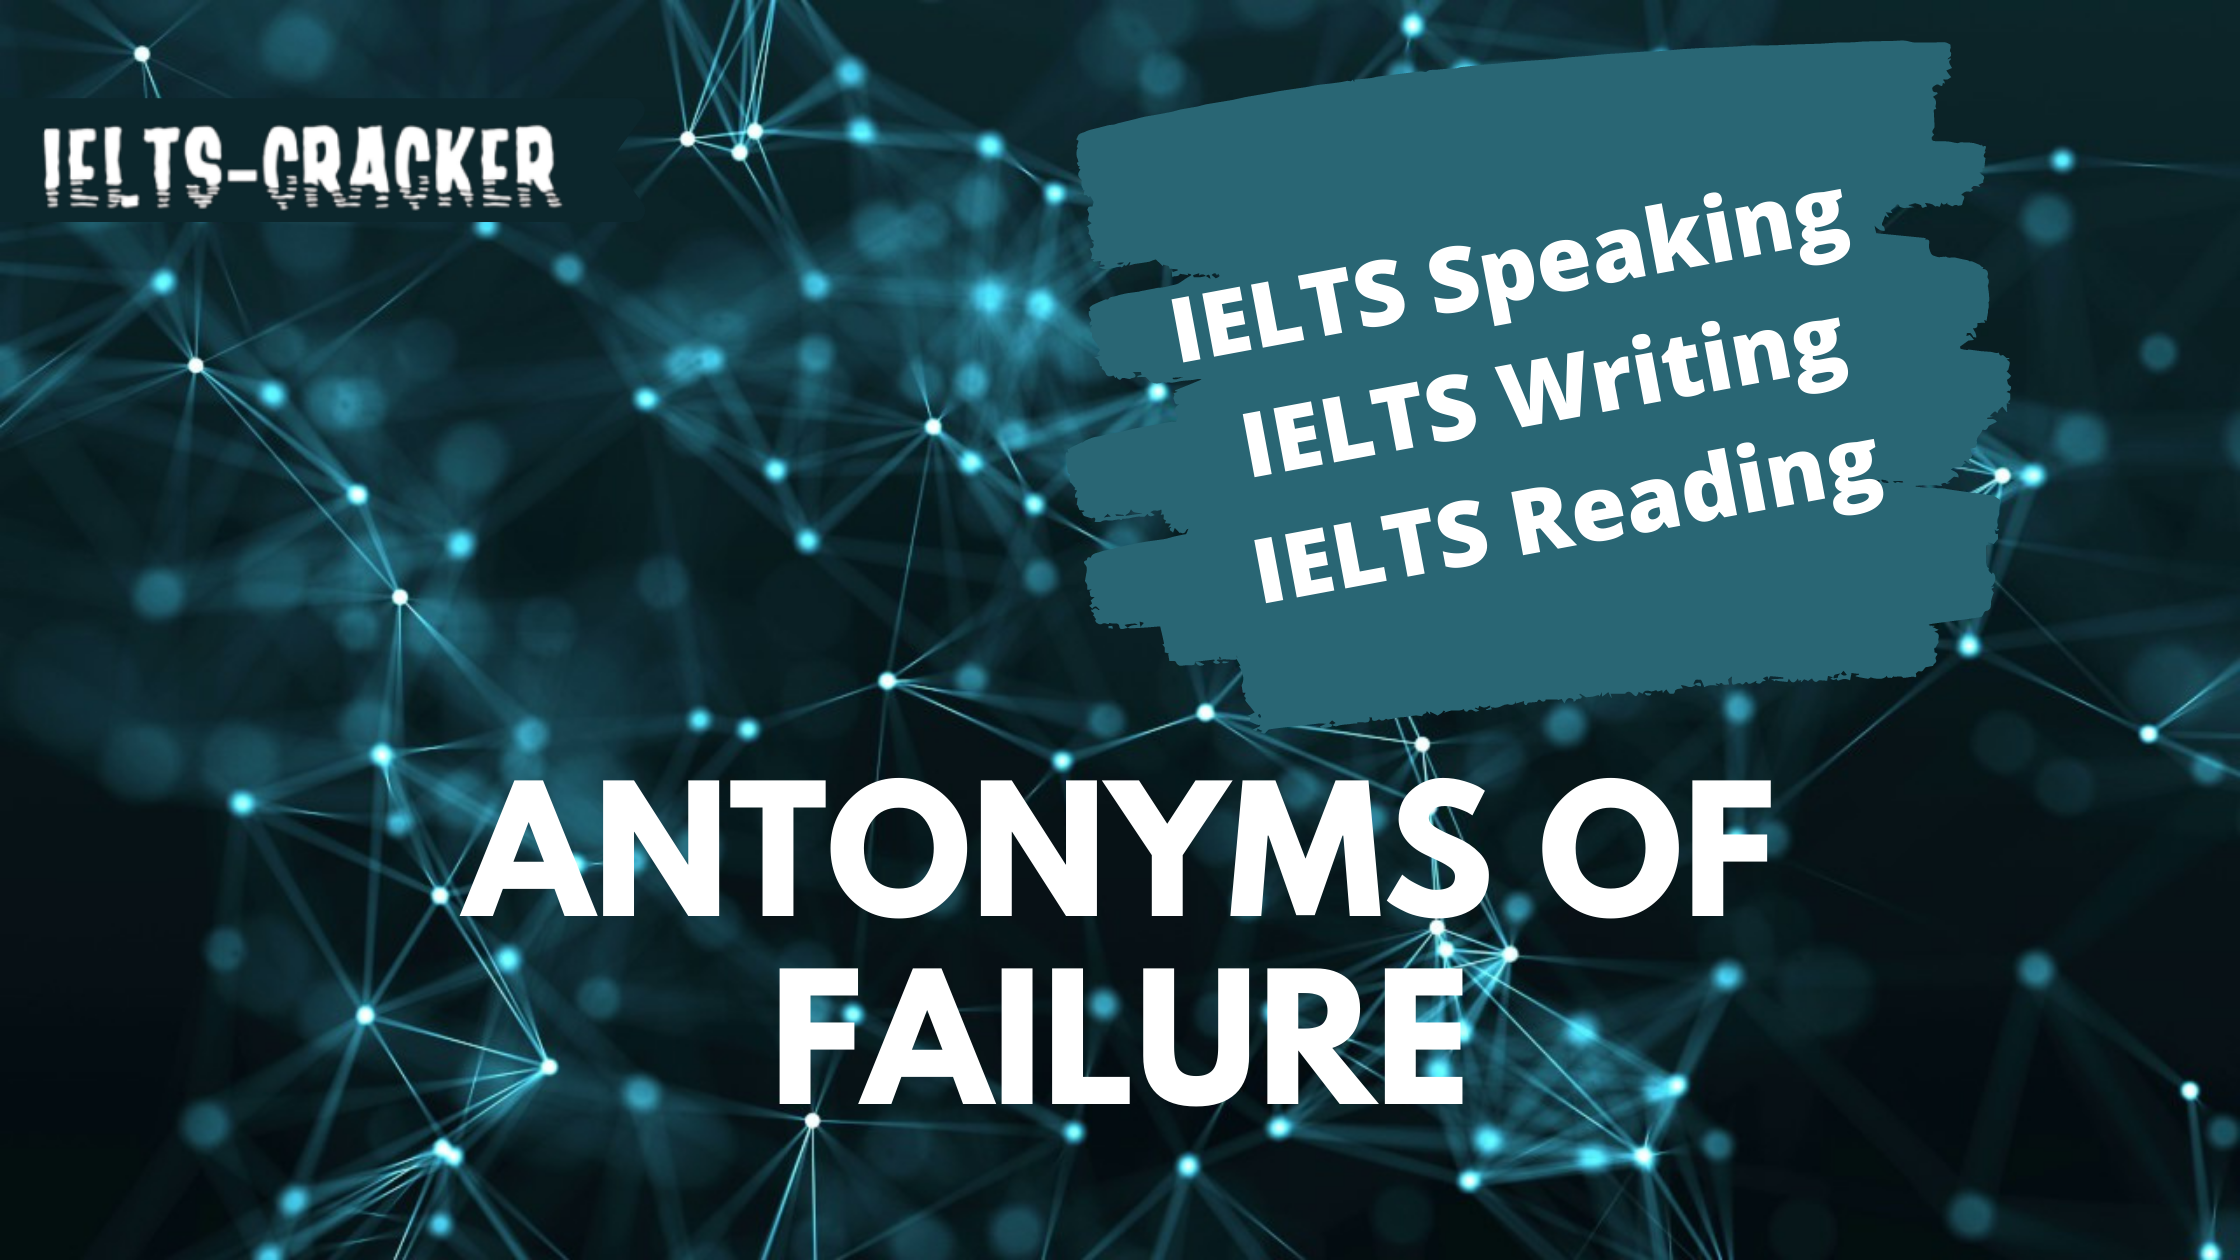 IELTS-CRACKER
IELTS Speaking
IELTS Writing
IELTS Reading
ANTONYMS OF
FAILURE